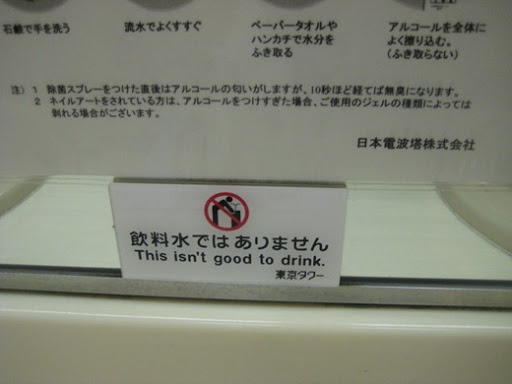 石鹸で手を洗う
流水でよくすすぐ
ペーパータオルや
ハンカチで水分を
ふき取る
アルコールを全体に
よく擦り込む。
(ふき取らない)
注) 1 除菌スプレーをつけた直後はアルコールの匂いがしますが、10秒ほど経てば無臭になります。
2 ネイルアートをされている方は、アルコールをつけすぎた場合、ご使用のジェルの種類によっては
剥れる場合がございます。
日本電波塔株式会社
飲料水ではありません
This isn't good to drink.
東京タワー